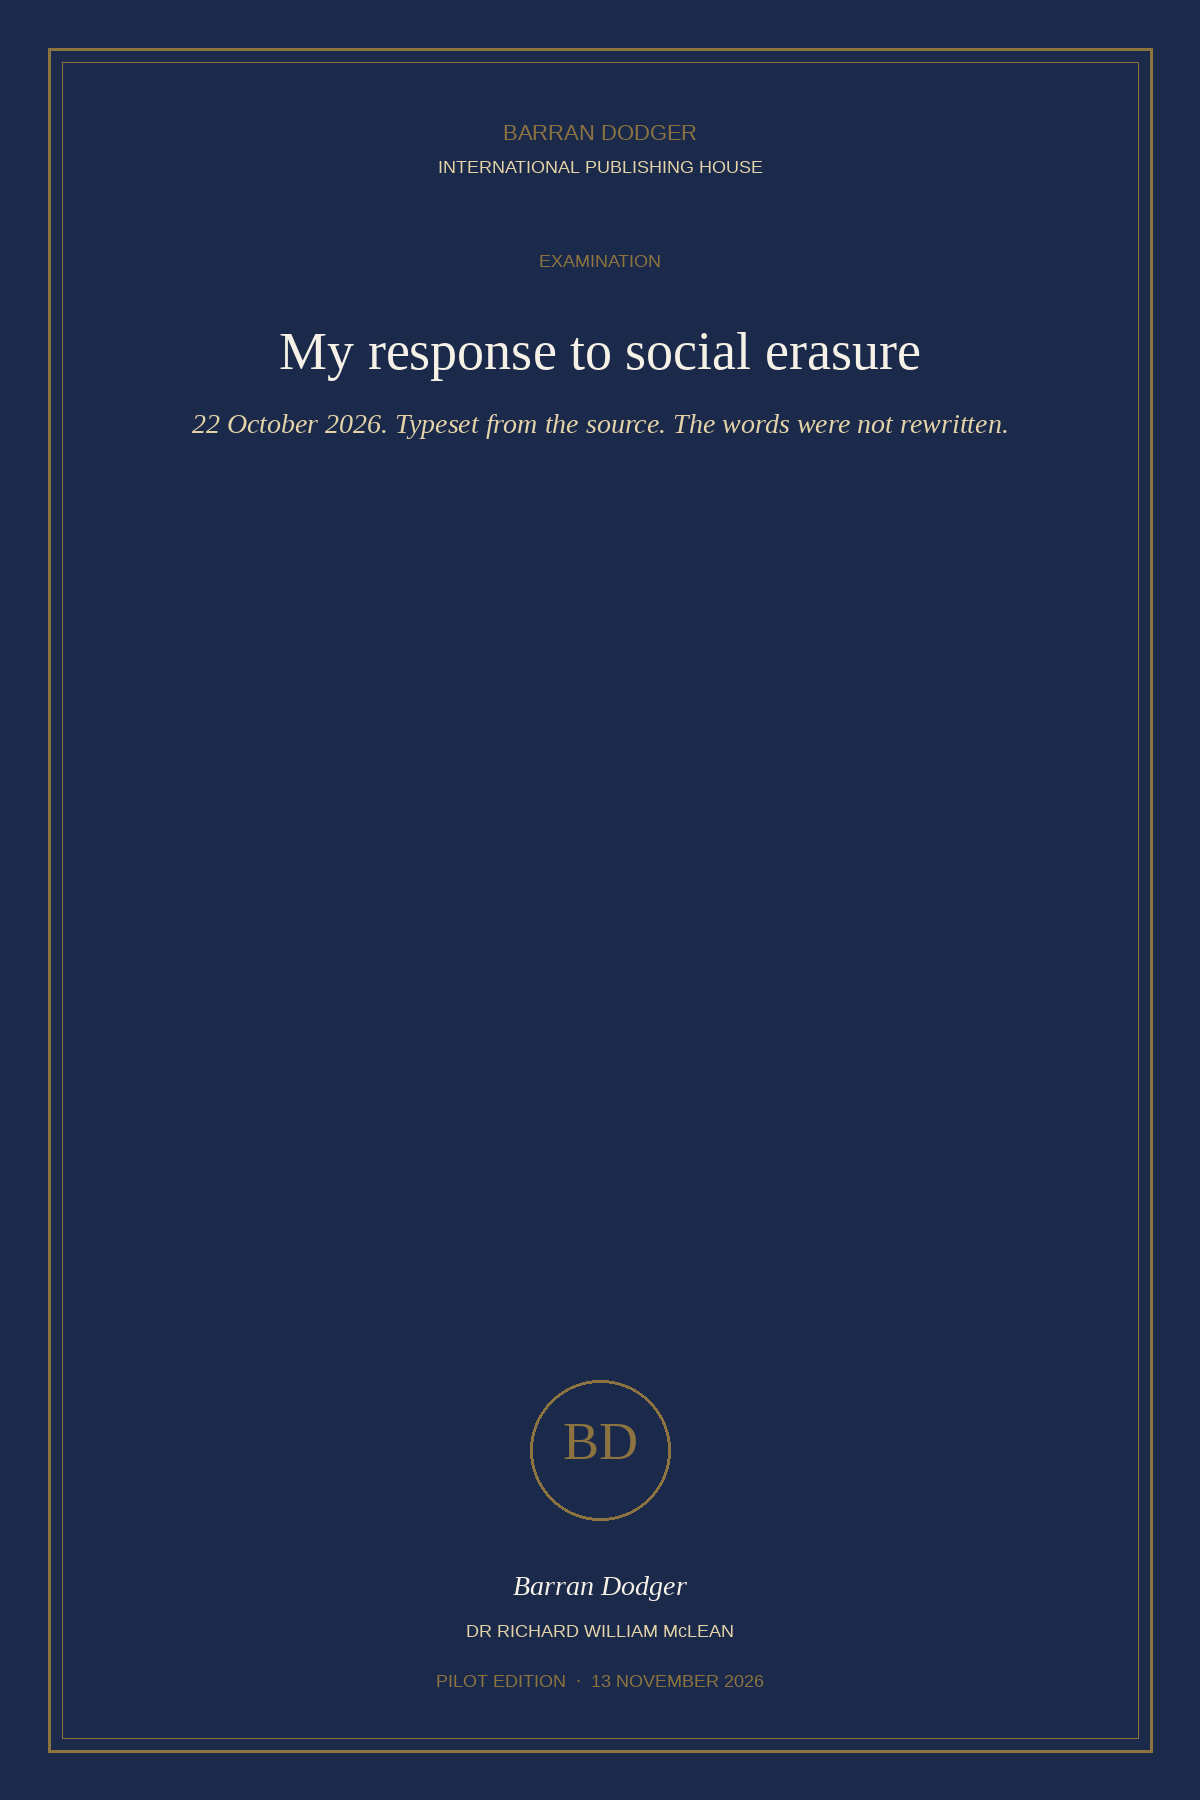 BARRAN DODGER
INTERNATIONAL PUBLISHING HOUSE
EXAMINATION
My response to social erasure
22 October 2026. Typeset from the source. The words were not rewritten.
BD
Barran Dodger
DR RICHARD WILLIAM McLEAN
PILOT EDITION · 13 NOVEMBER 2026